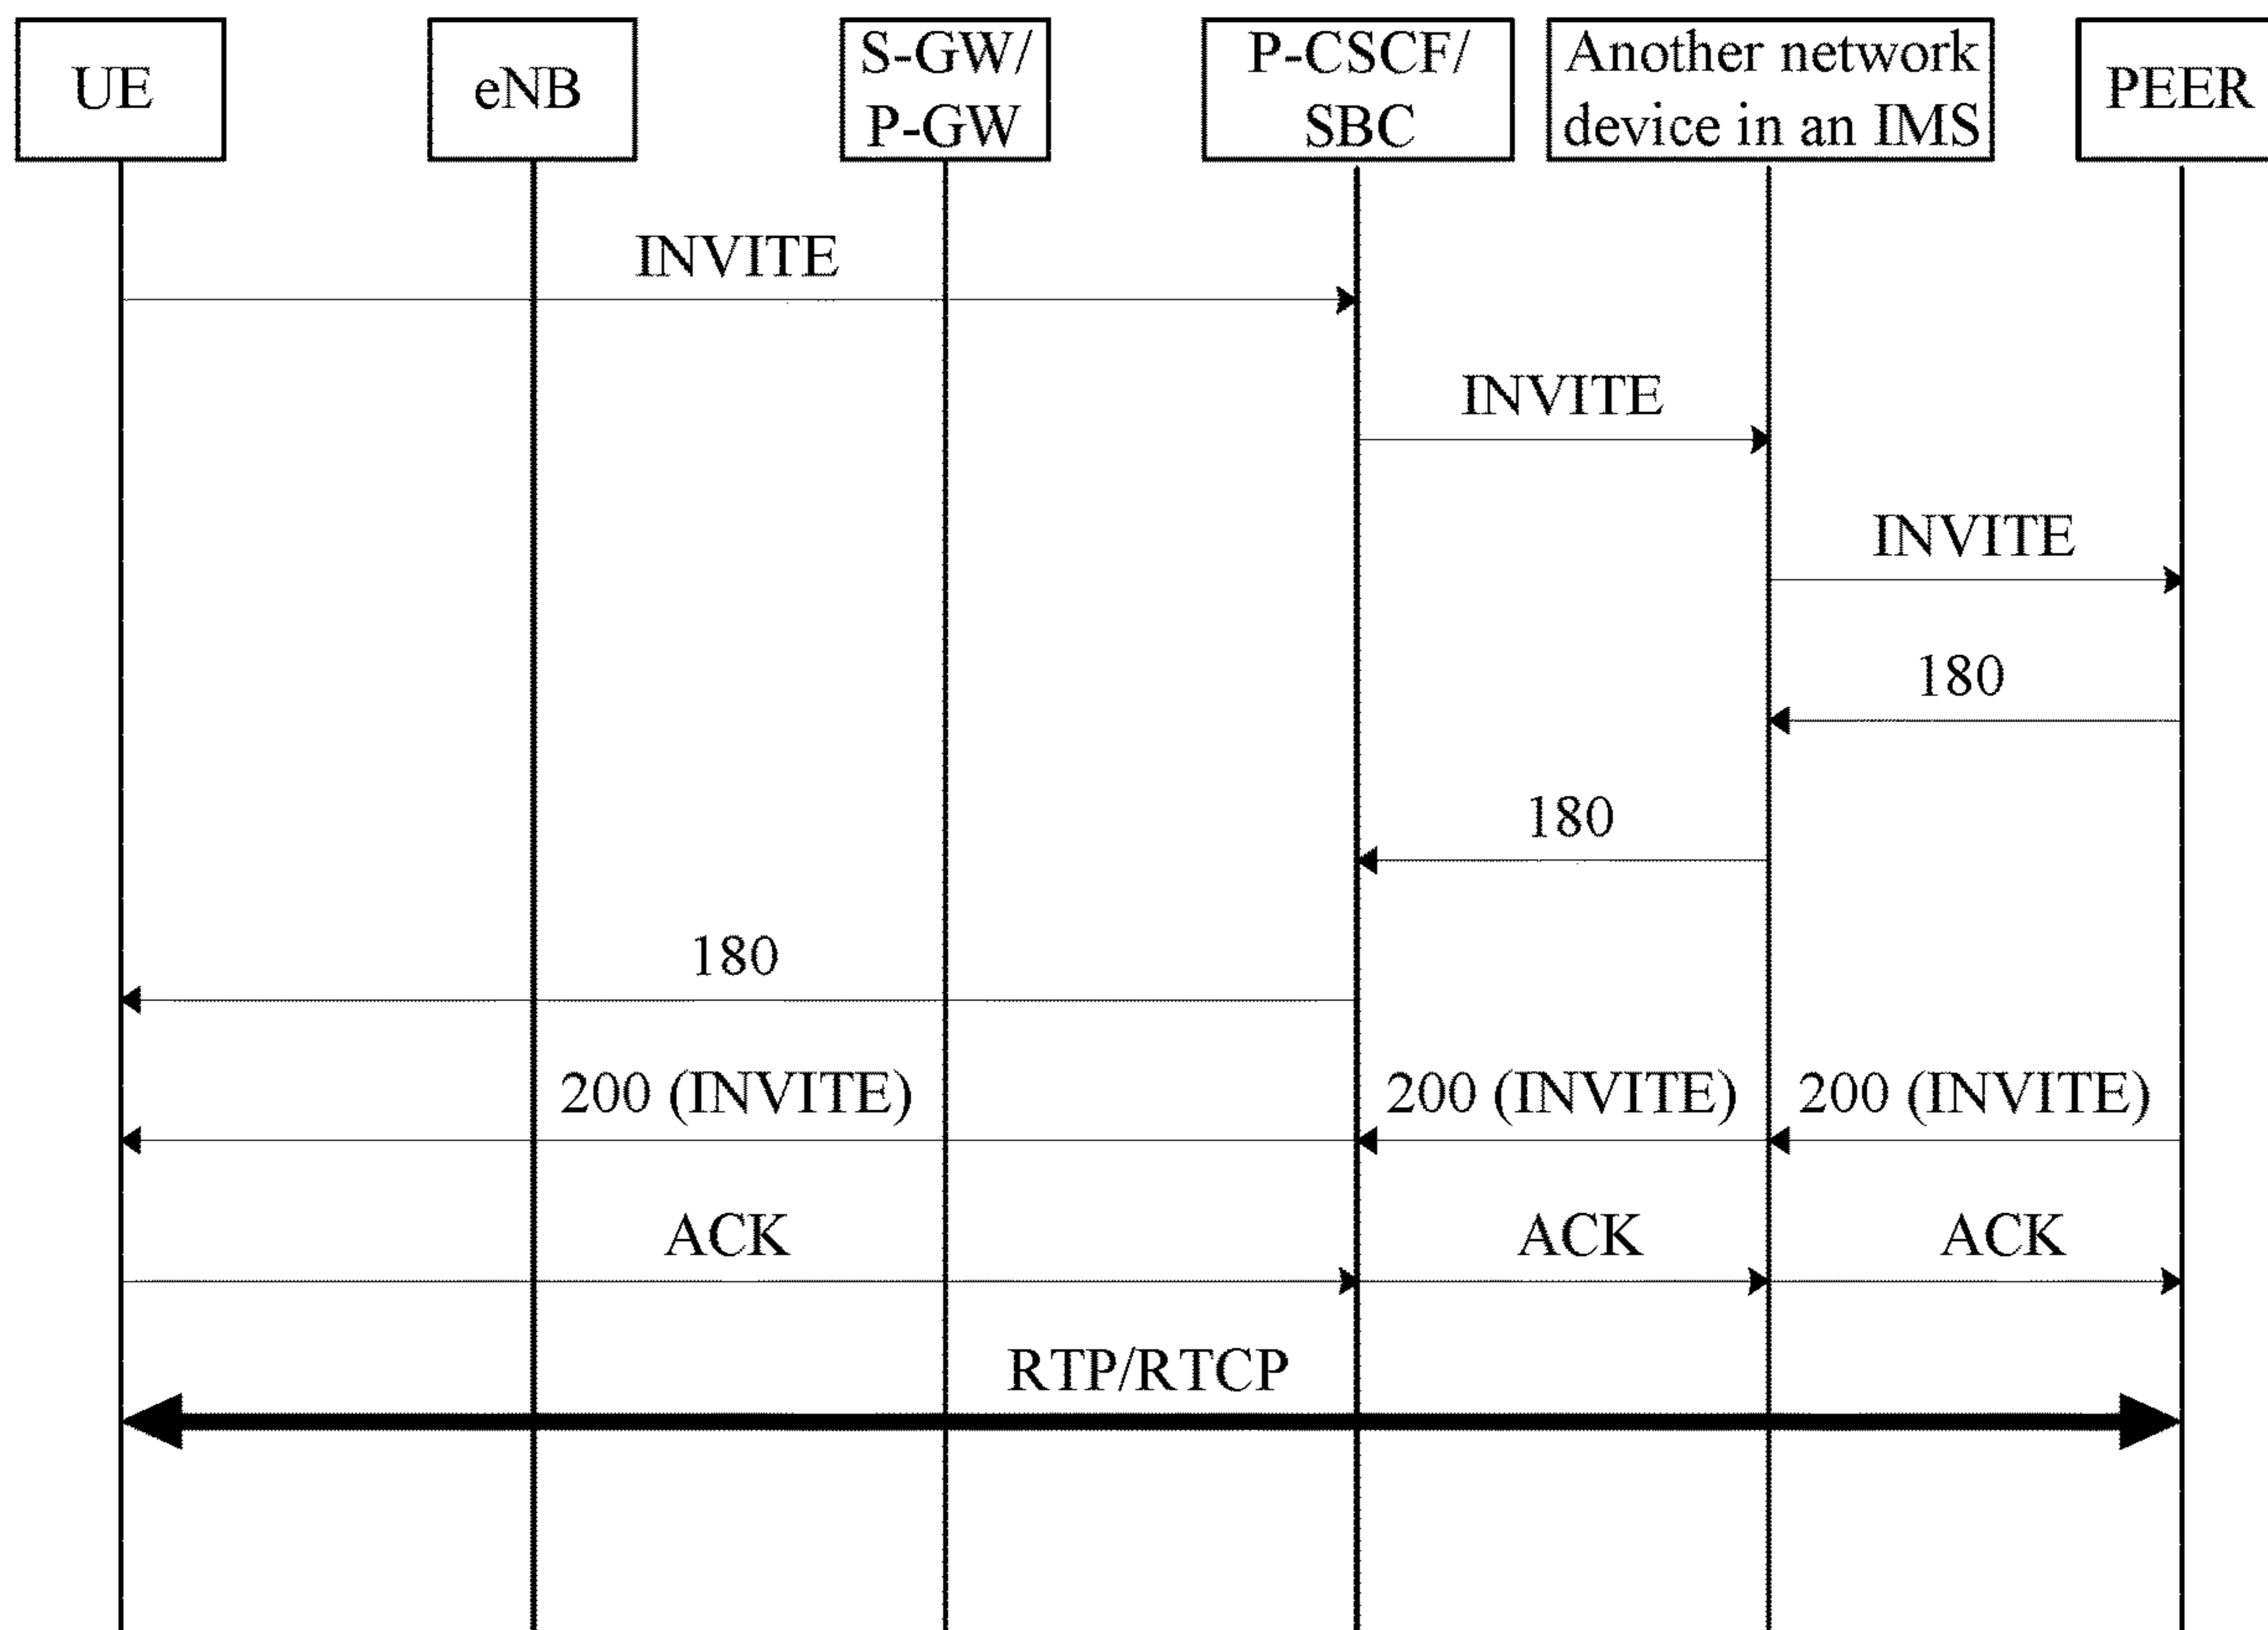 UE
eNB
S-GW/
P-GW
P-CSCF/
SBC
Another network
device in an IMS
PEER
INVITE
INVITE
INVITE
180
180
180
200 (INVITE)
200 (INVITE)
200 (INVITE)
ACK
ACK
ACK
RTP/RTCP